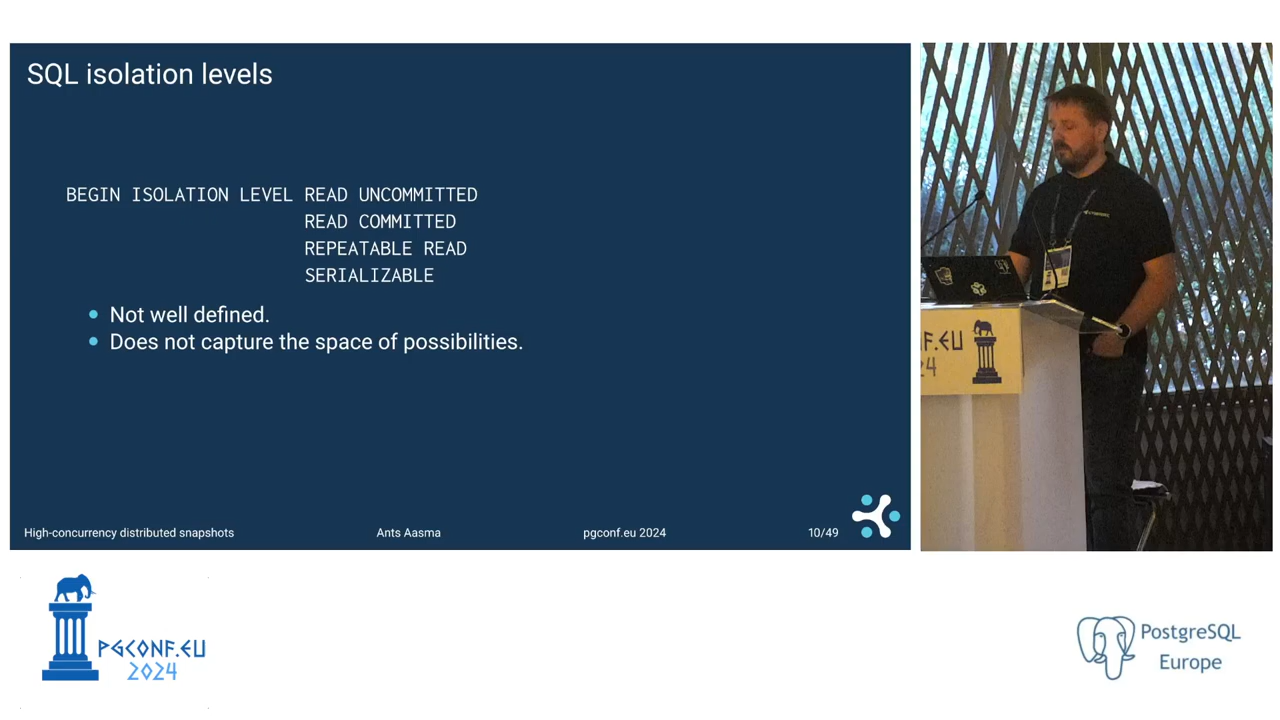 SQL isolation levels
BEGIN ISOLATION LEVEL READ UNCOMMITTED
READ COMMITTED
REPEATABLE READ
SERIALIZABLE
Not well defined.
Does not capture the space of possibilities.
High-concurrency distributed snapshots
Ants Aasma
pgconf.eu 2024
10/49
NF.EU
24
PGCONF.EU
2024
PostgreSQL
Europe